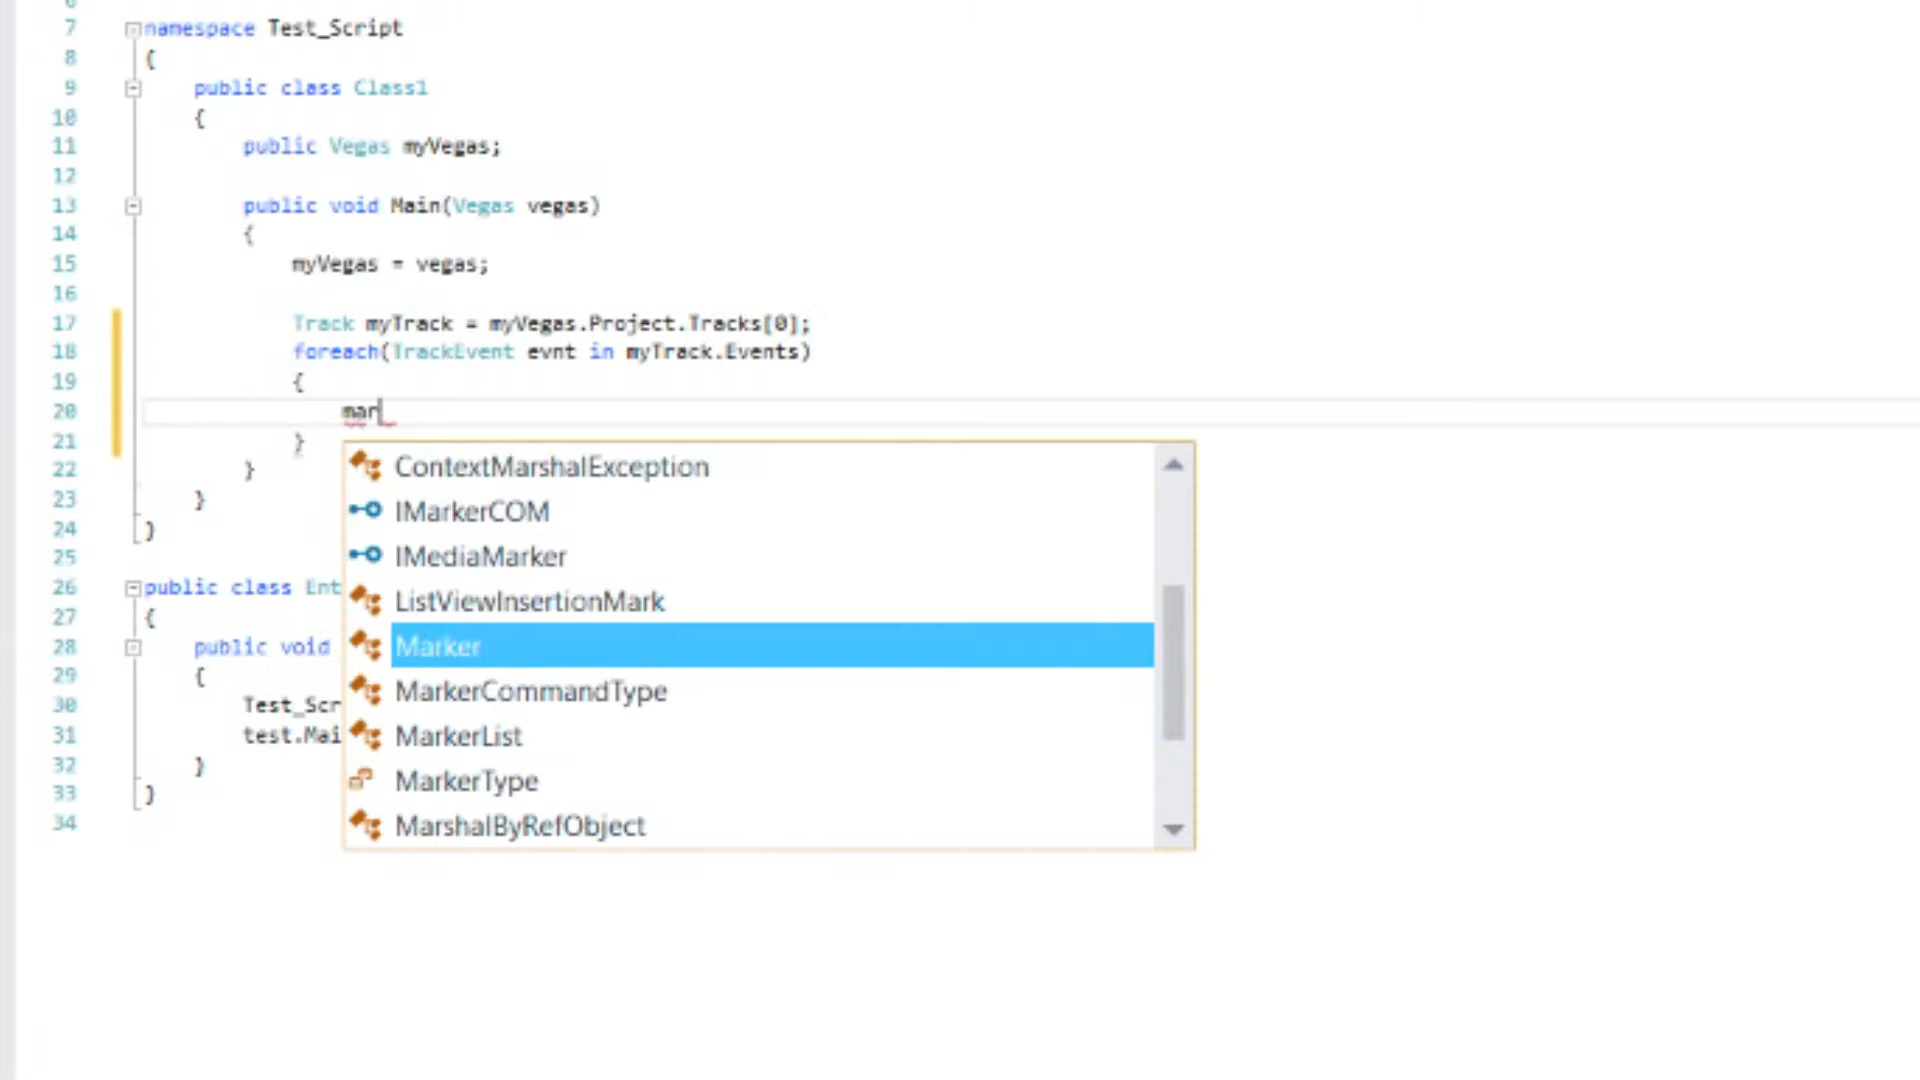 6
7 namespace Test_Script
8 {
9 public class Class1
10 {
11 public Vegas myVegas;
12
13 public void Main(Vegas vegas)
14 {
15 myVegas = vegas;
16
17 Track myTrack = myVegas.Project.Tracks[0];
18 foreach(TrackEvent evnt in myTrack.Events)
19 {
20 mar
21 }
22 }
23 }
24 }
25
26 public class Ent
27 {
28 public void
29 {
30 Test_Scr
31 test.Mai
32 }
33 }
34
ContextMarshalException
IMarkerCOM
IMediaMarker
ListViewInsertionMark
Marker
MarkerCommandType
MarkerList
MarkerType
MarshalByRefObject